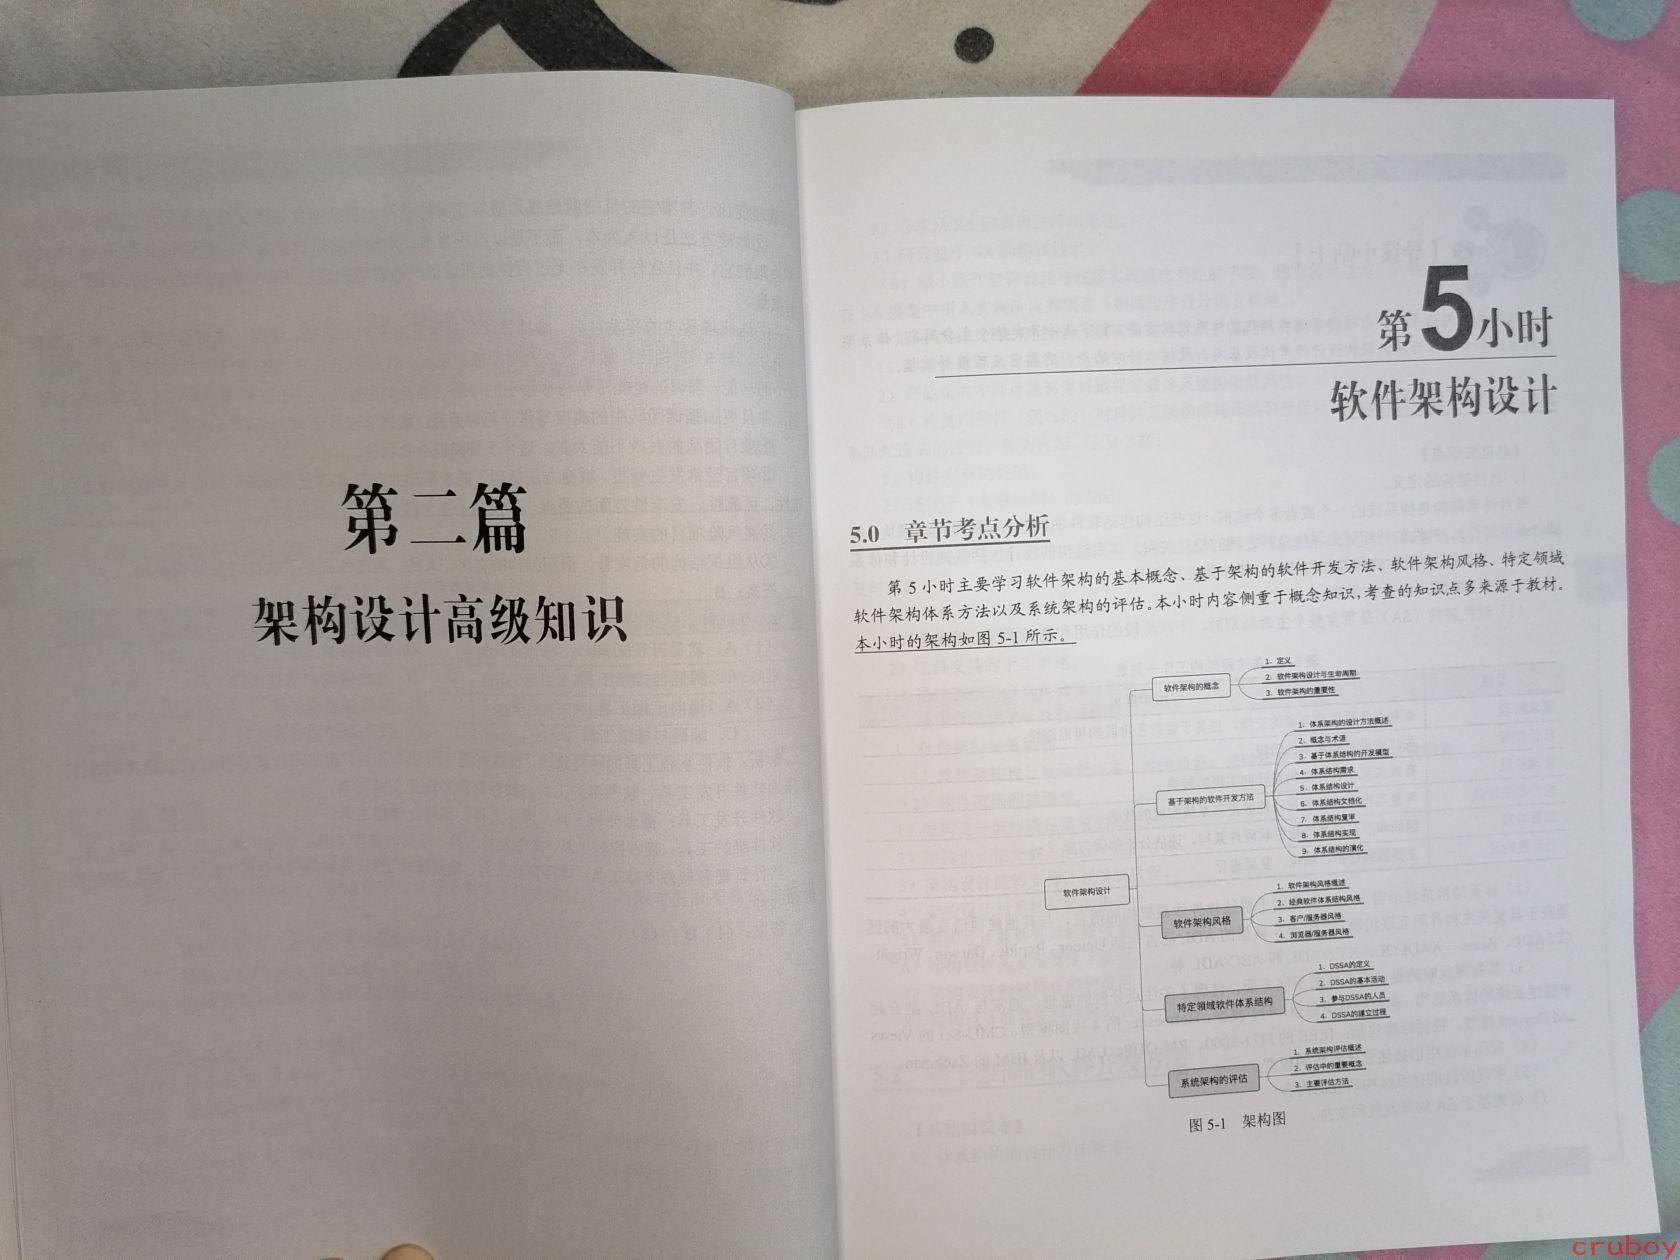 第二篇
架构设计高级知识
第5小时
软件架构设计
5.0 章节考点分析
第 5 小时主要学习软件架构的基本概念、基于架构的软件开发方法、软件架构风格、特定领域
软件架构体系方法以及系统架构的评估。本小时内容侧重于概念知识,考查的知识点多来源于教材。
本小时的架构如图 5-1 所示。
软件架构设计
软件架构的概念
1、定义
2、软件架构设计与生命周期
3、软件架构的重要性
基于架构的软件开发方法
1、体系架构的设计方法概述
2、概念与术语
3、基于体系结构的开发模型
4、体系结构需求
5、体系结构设计
6、体系结构文档化
7、体系结构复审
8、体系结构实现
9、体系结构的演化
软件架构风格
1、软件架构风格概述
2、经典软件体系结构风格
3、客户/服务器风格
4、浏览器/服务器风格
特定领域软件体系结构
1、DSSA的定义
2、DSSA的基本活动
3、参与DSSA的人员
4、DSSA的建立过程
系统架构的评估
1、系统架构评估概述
2、评估中的重要概念
3、主要评估方法
图 5-1 架构图
cruboy